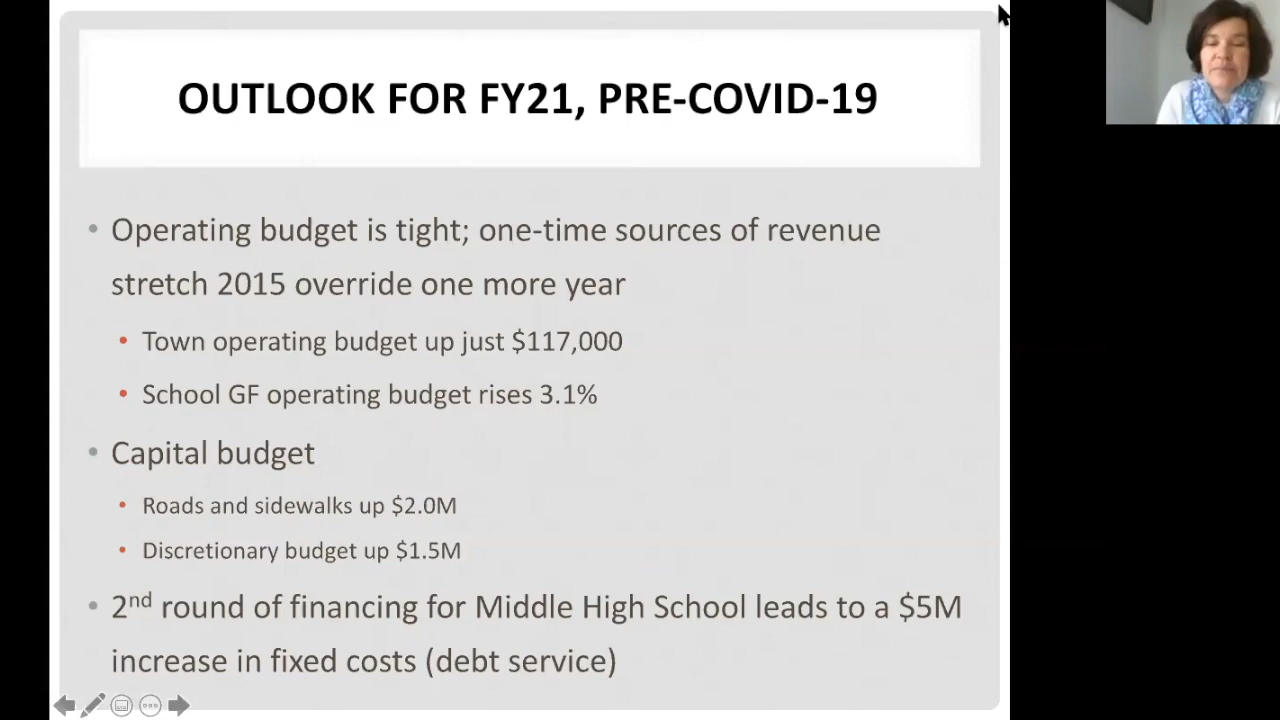 OUTLOOK FOR FY21, PRE-COVID-19
• Operating budget is tight; one-time sources of revenue
stretch 2015 override one more year
• Town operating budget up just $117,000
• School GF operating budget rises 3.1%
• Capital budget
• Roads and sidewalks up $2.0M
• Discretionary budget up $1.5M
• 2nd round of financing for Middle High School leads to a $5M
increase in fixed costs (debt service)